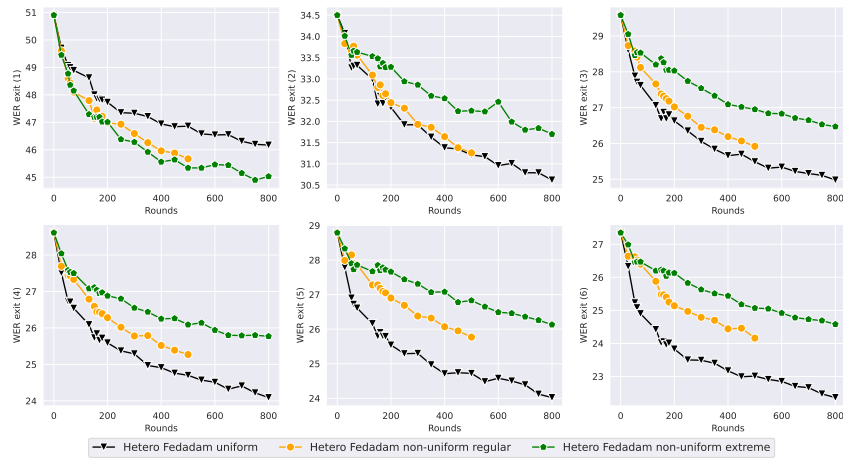 51
50
49
48
47
46
45
WER exit (1)
0 200 400 600 800
Rounds
34.5
34.0
33.5
33.0
32.5
32.0
31.5
31.0
30.5
WER exit (2)
0 200 400 600 800
Rounds
29
28
27
26
25
WER exit (3)
0 200 400 600 800
Rounds
28
27
26
25
24
WER exit (4)
0 200 400 600 800
Rounds
29
28
27
26
25
24
WER exit (5)
0 200 400 600 800
Rounds
27
26
25
24
23
WER exit (6)
0 200 400 600 800
Rounds
Hetero Fedadam uniform Hetero Fedadam non-uniform regular Hetero Fedadam non-uniform extreme